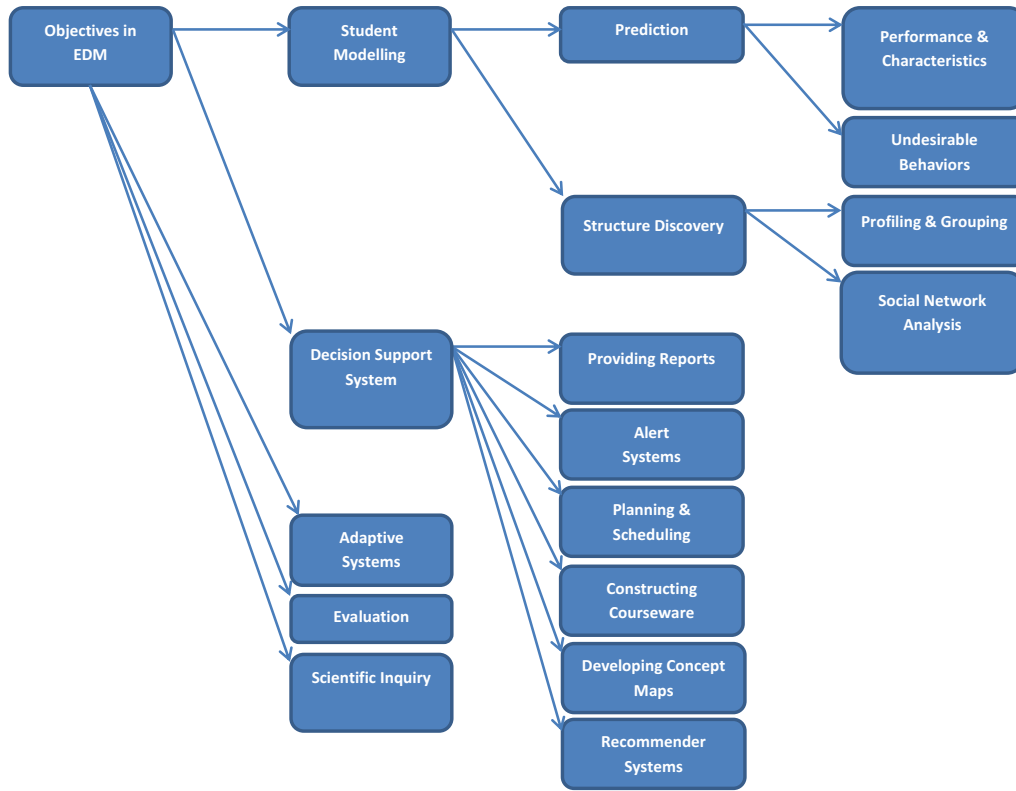 Objectives in
EDM
Student
Modelling
Prediction
Performance &
Characteristics
Undesirable
Behaviors
Structure Discovery
Profiling & Grouping
Social Network
Analysis
Decision Support
System
Providing Reports
Alert
Systems
Planning &
Scheduling
Constructing
Courseware
Developing Concept
Maps
Recommender
Systems
Adaptive
Systems
Evaluation
Scientific Inquiry